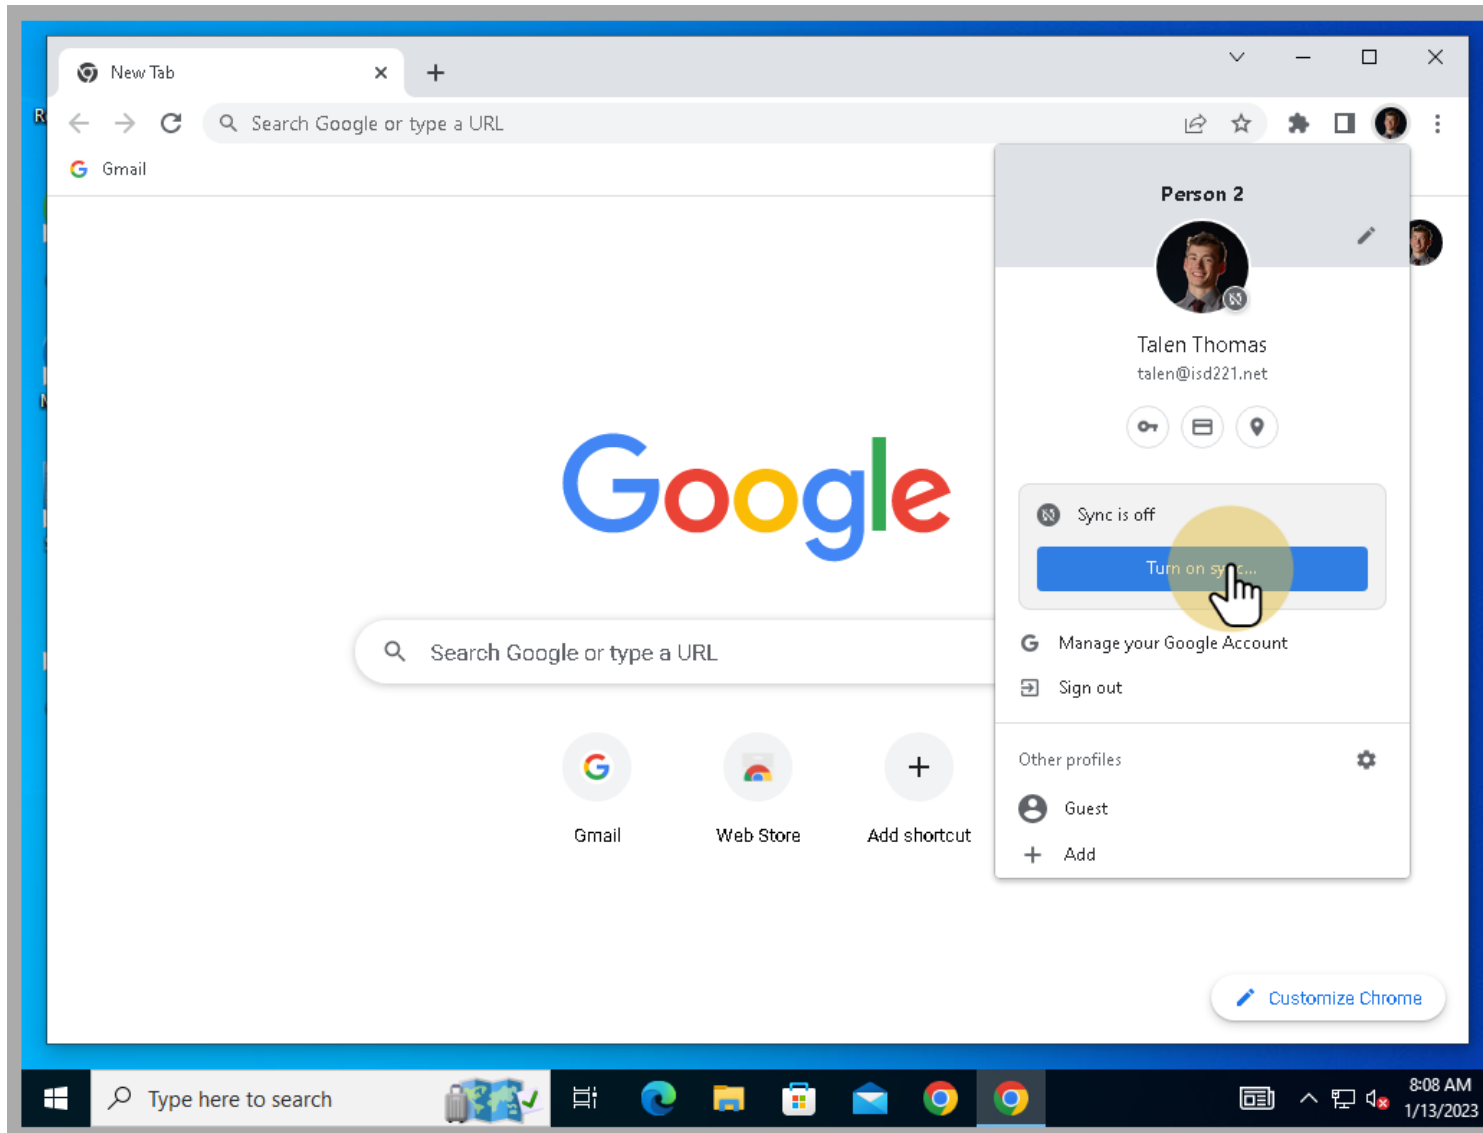 New Tab
Search Google or type a URL
Gmail
Person 2
Talen Thomas
talen@isd221.net
Sync is off
Turn on sync...
Manage your Google Account
Sign out
Other profiles
Guest
Add
Google
Search Google or type a URL
Gmail
Web Store
Add shortcut
Customize Chrome
Type here to search
8:08 AM
1/13/2023